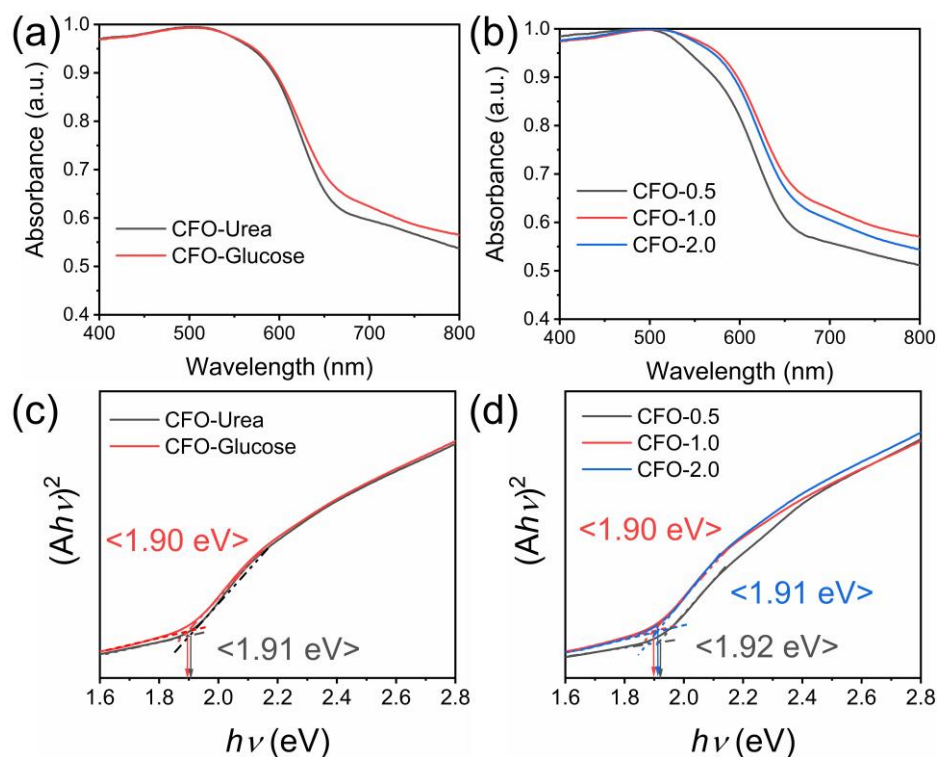 (a)
1.0
0.9
0.8
0.7
0.6
0.5
0.4
Absorbance (a.u.)
CFO-Urea
CFO-Glucose
400 500 600 700 800
Wavelength (nm)
(b)
1.0
0.9
0.8
0.7
0.6
0.5
0.4
Absorbance (a.u.)
CFO-0.5
CFO-1.0
CFO-2.0
400 500 600 700 800
Wavelength (nm)
(c)
CFO-Urea
CFO-Glucose
(Ahν)²
<1.90 eV>
<1.91 eV>
1.6 1.8 2.0 2.2 2.4 2.6 2.8
hν (eV)
(d)
CFO-0.5
CFO-1.0
CFO-2.0
(Ahν)²
<1.90 eV>
<1.91 eV>
<1.92 eV>
1.6 1.8 2.0 2.2 2.4 2.6 2.8
hν (eV)